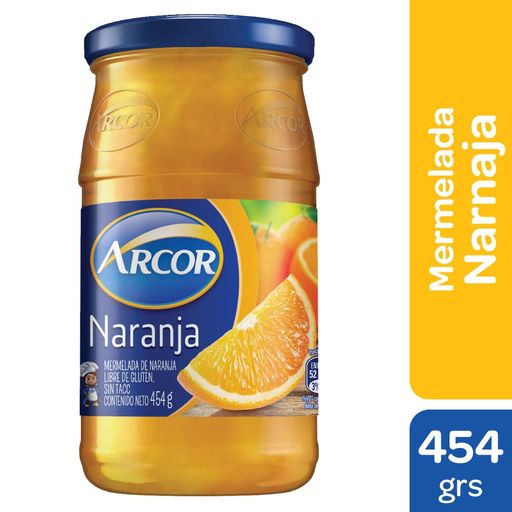 ARCOR
ARCOR
ARCOR
Naranja
MERMELADA DE NARANJA
LIBRE DE GLUTEN.
SIN TACC
CONTENIDO NETO 454 g
Mermelada
Narnaja
454
grs